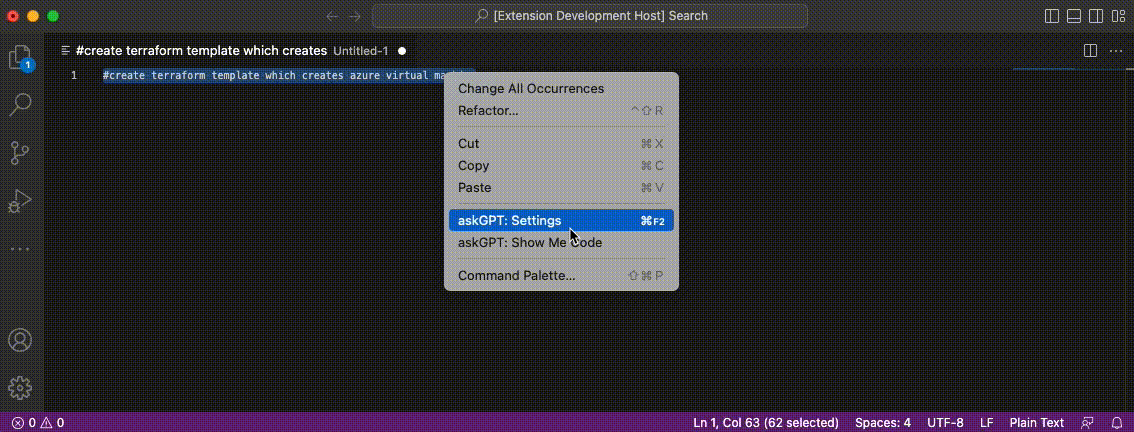 [Extension Development Host] Search
#create terraform template which creates Untitled-1
1
1 #create terraform template which creates azure virtual
Change All Occurrences
Refactor... ^⇧R
Cut ⌘X
Copy ⌘C
Paste ⌘V
askGPT: Settings ⌘F2
askGPT: Show Me Code
Command Palette... ⇧⌘P
0 0 Ln 1, Col 63 (62 selected) Spaces: 4 UTF-8 LF Plain Text